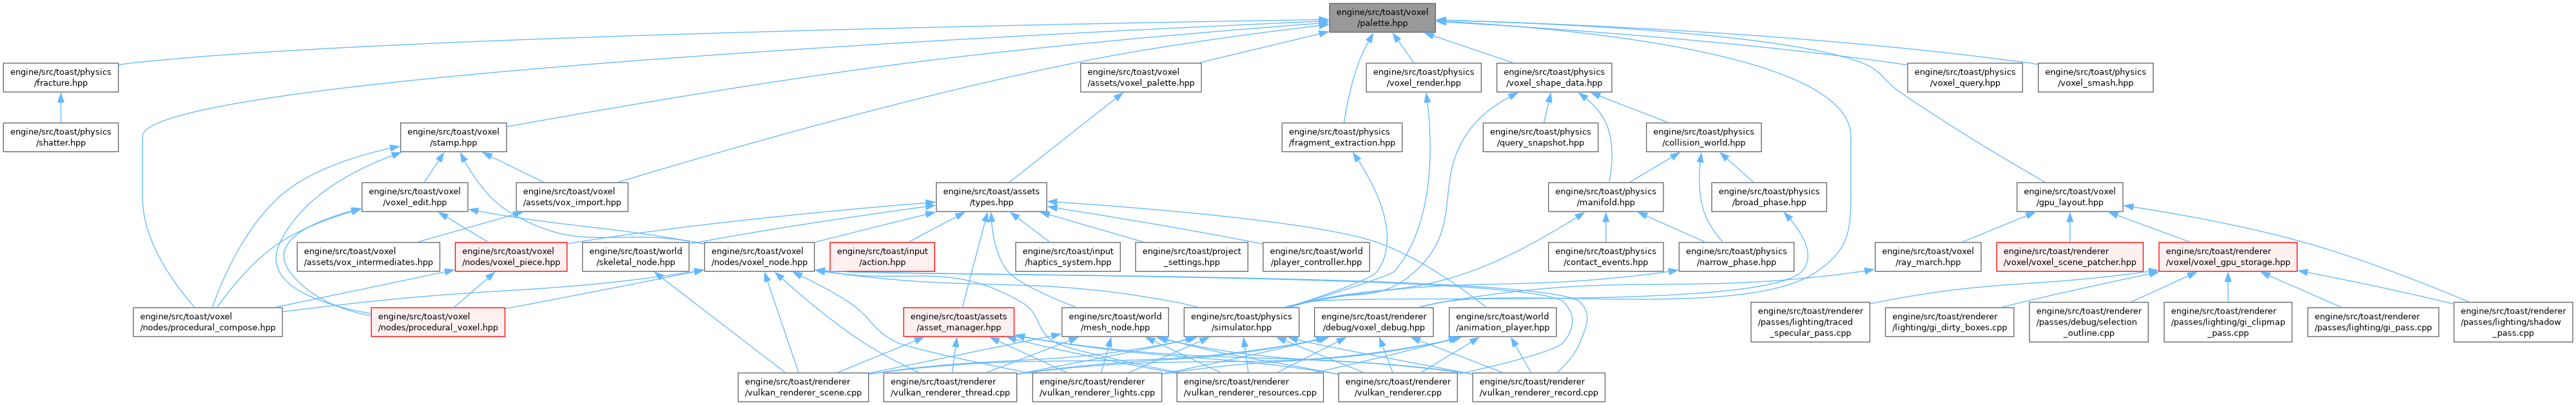 engine/src/toast/voxel
/palette.hpp
engine/src/toast/physics
/fracture.hpp
engine/src/toast/voxel
/assets/voxel_palette.hpp
engine/src/toast/physics
/voxel_render.hpp
engine/src/toast/physics
/voxel_shape_data.hpp
engine/src/toast/physics
/voxel_query.hpp
engine/src/toast/physics
/voxel_smash.hpp
engine/src/toast/physics
/shatter.hpp
engine/src/toast/voxel
/stamp.hpp
engine/src/toast/physics
/fragment_extraction.hpp
engine/src/toast/physics
/query_snapshot.hpp
engine/src/toast/physics
/collision_world.hpp
engine/src/toast/voxel
/voxel_edit.hpp
engine/src/toast/voxel
/assets/vox_import.hpp
engine/src/toast/assets
/types.hpp
engine/src/toast/physics
/manifold.hpp
engine/src/toast/physics
/broad_phase.hpp
engine/src/toast/voxel
/gpu_layout.hpp
engine/src/toast/voxel
/assets/vox_intermediates.hpp
engine/src/toast/voxel
/nodes/voxel_piece.hpp
engine/src/toast/world
/skeletal_node.hpp
engine/src/toast/voxel
/nodes/voxel_node.hpp
engine/src/toast/input
/action.hpp
engine/src/toast/input
/haptics_system.hpp
engine/src/toast/project
_settings.hpp
engine/src/toast/world
/player_controller.hpp
engine/src/toast/physics
/contact_events.hpp
engine/src/toast/physics
/narrow_phase.hpp
engine/src/toast/voxel
/ray_march.hpp
engine/src/toast/renderer
/voxel/voxel_scene_patcher.hpp
engine/src/toast/renderer
/voxel/voxel_gpu_storage.hpp
engine/src/toast/voxel
/nodes/procedural_compose.hpp
engine/src/toast/voxel
/nodes/procedural_voxel.hpp
engine/src/toast/assets
/asset_manager.hpp
engine/src/toast/world
/mesh_node.hpp
engine/src/toast/physics
/simulator.hpp
engine/src/toast/renderer
/debug/voxel_debug.hpp
engine/src/toast/world
/animation_player.hpp
engine/src/toast/renderer
/passes/lighting/traced
_specular_pass.cpp
engine/src/toast/renderer
/lighting/gi_dirty_boxes.cpp
engine/src/toast/renderer
/passes/debug/selection
_outline.cpp
engine/src/toast/renderer
/passes/lighting/gi_clipmap
_pass.cpp
engine/src/toast/renderer
/passes/lighting/gi_pass.cpp
engine/src/toast/renderer
/passes/lighting/shadow
_pass.cpp
engine/src/toast/renderer
/vulkan_renderer_scene.cpp
engine/src/toast/renderer
/vulkan_renderer_thread.cpp
engine/src/toast/renderer
/vulkan_renderer_lights.cpp
engine/src/toast/renderer
/vulkan_renderer_resources.cpp
engine/src/toast/renderer
/vulkan_renderer.cpp
engine/src/toast/renderer
/vulkan_renderer_record.cpp